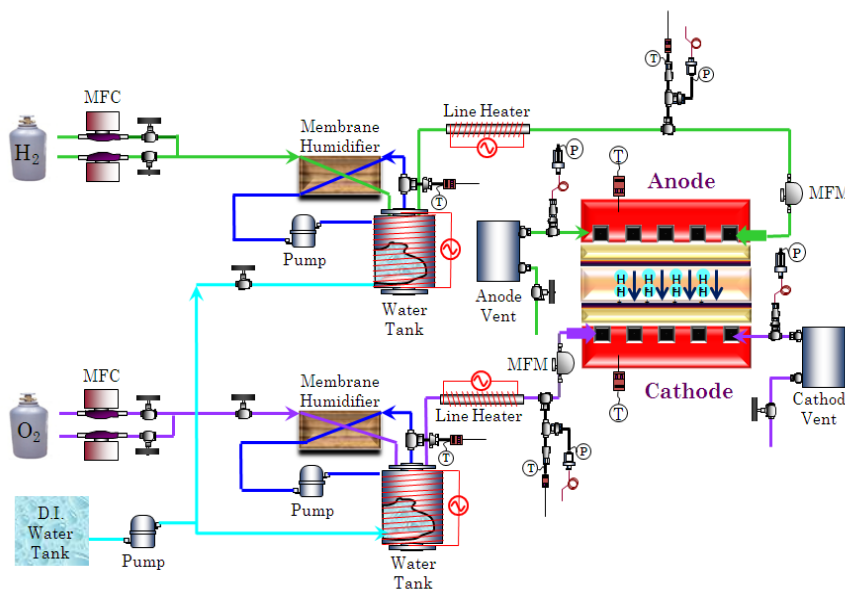 MFC
H2
Membrane
Humidifier
Line Heater
T
P
P
T
Anode
MFM
T
Pump
Water
Tank
Anode
Vent
H H H H
H H H H
P
MFM
Cathode
T
Cathod
Vent
MFC
O2
Membrane
Humidifier
Line Heater
T
T
P
Pump
Water
Tank
D.I.
Water
Tank
Pump